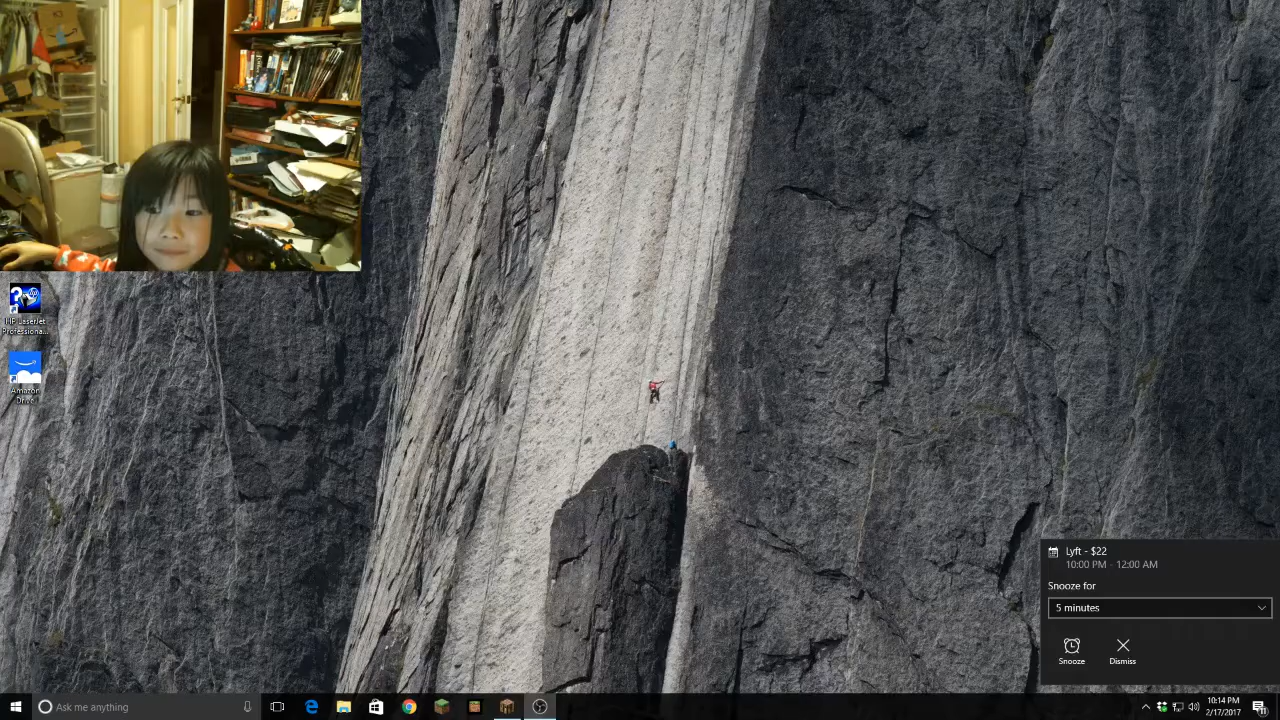 HP LaserJet
Professiona...
Amazon
Drive
Lyft - $22
10:00 PM - 12:00 AM
Snooze for
5 minutes
Snooze
Dismiss
Ask me anything
10:14 PM
2/17/2017